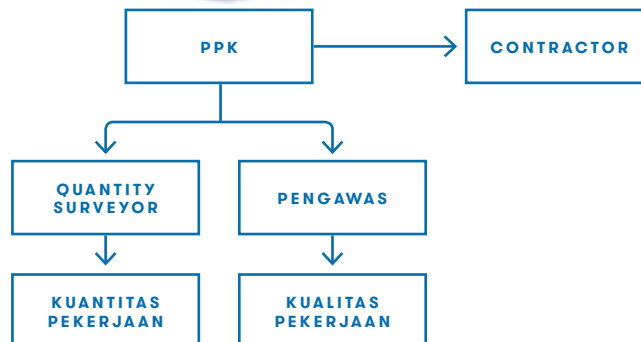 PPK
CONTRACTOR
QUANTITY
SURVEYOR
PENGAWAS
KUANTITAS
PEKERJAAN
KUALITAS
PEKERJAAN